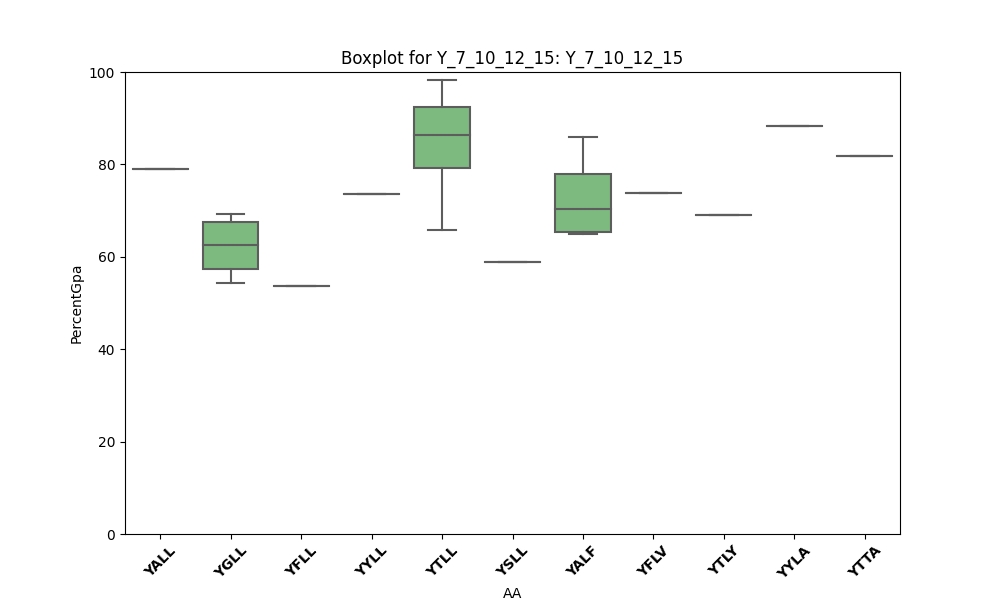 Boxplot for Y_7_10_12_15: Y_7_10_12_15
PercentGpa
100
80
60
40
20
0
YALL YGLL YFLL YYLL YTLL YSLL YALF YFLV YTLY YYLA YTTA
AA